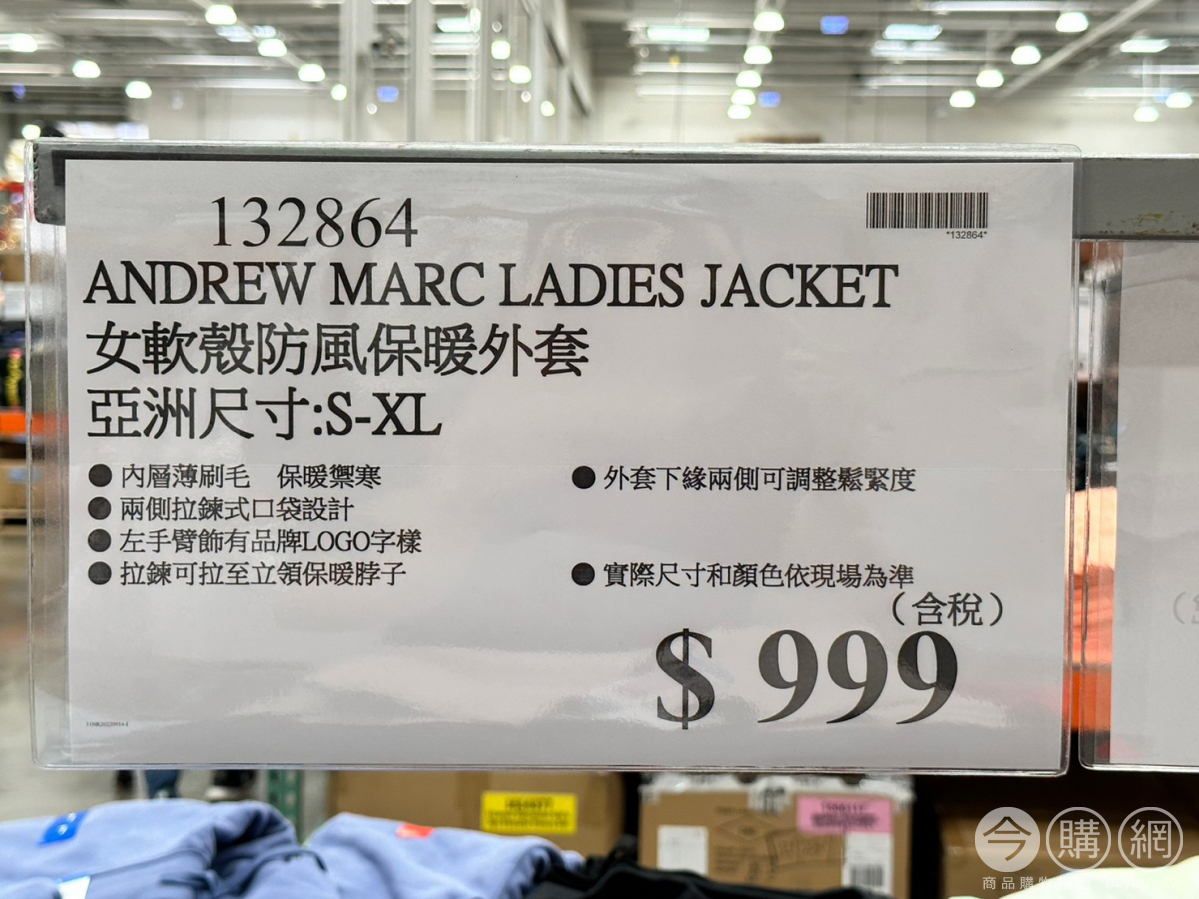 132864
*132864*
ANDREW MARC LADIES JACKET
女軟殼防風保暖外套
亞洲尺寸:S-XL
● 內層薄刷毛　保暖禦寒
● 兩側拉鍊式口袋設計
● 左手臂飾有品牌LOGO字樣
● 拉鍊可拉至立領保暖脖子
● 外套下緣兩側可調整鬆緊度
● 實際尺寸和顏色依現場為準
（含稅）
$ 999
今購網